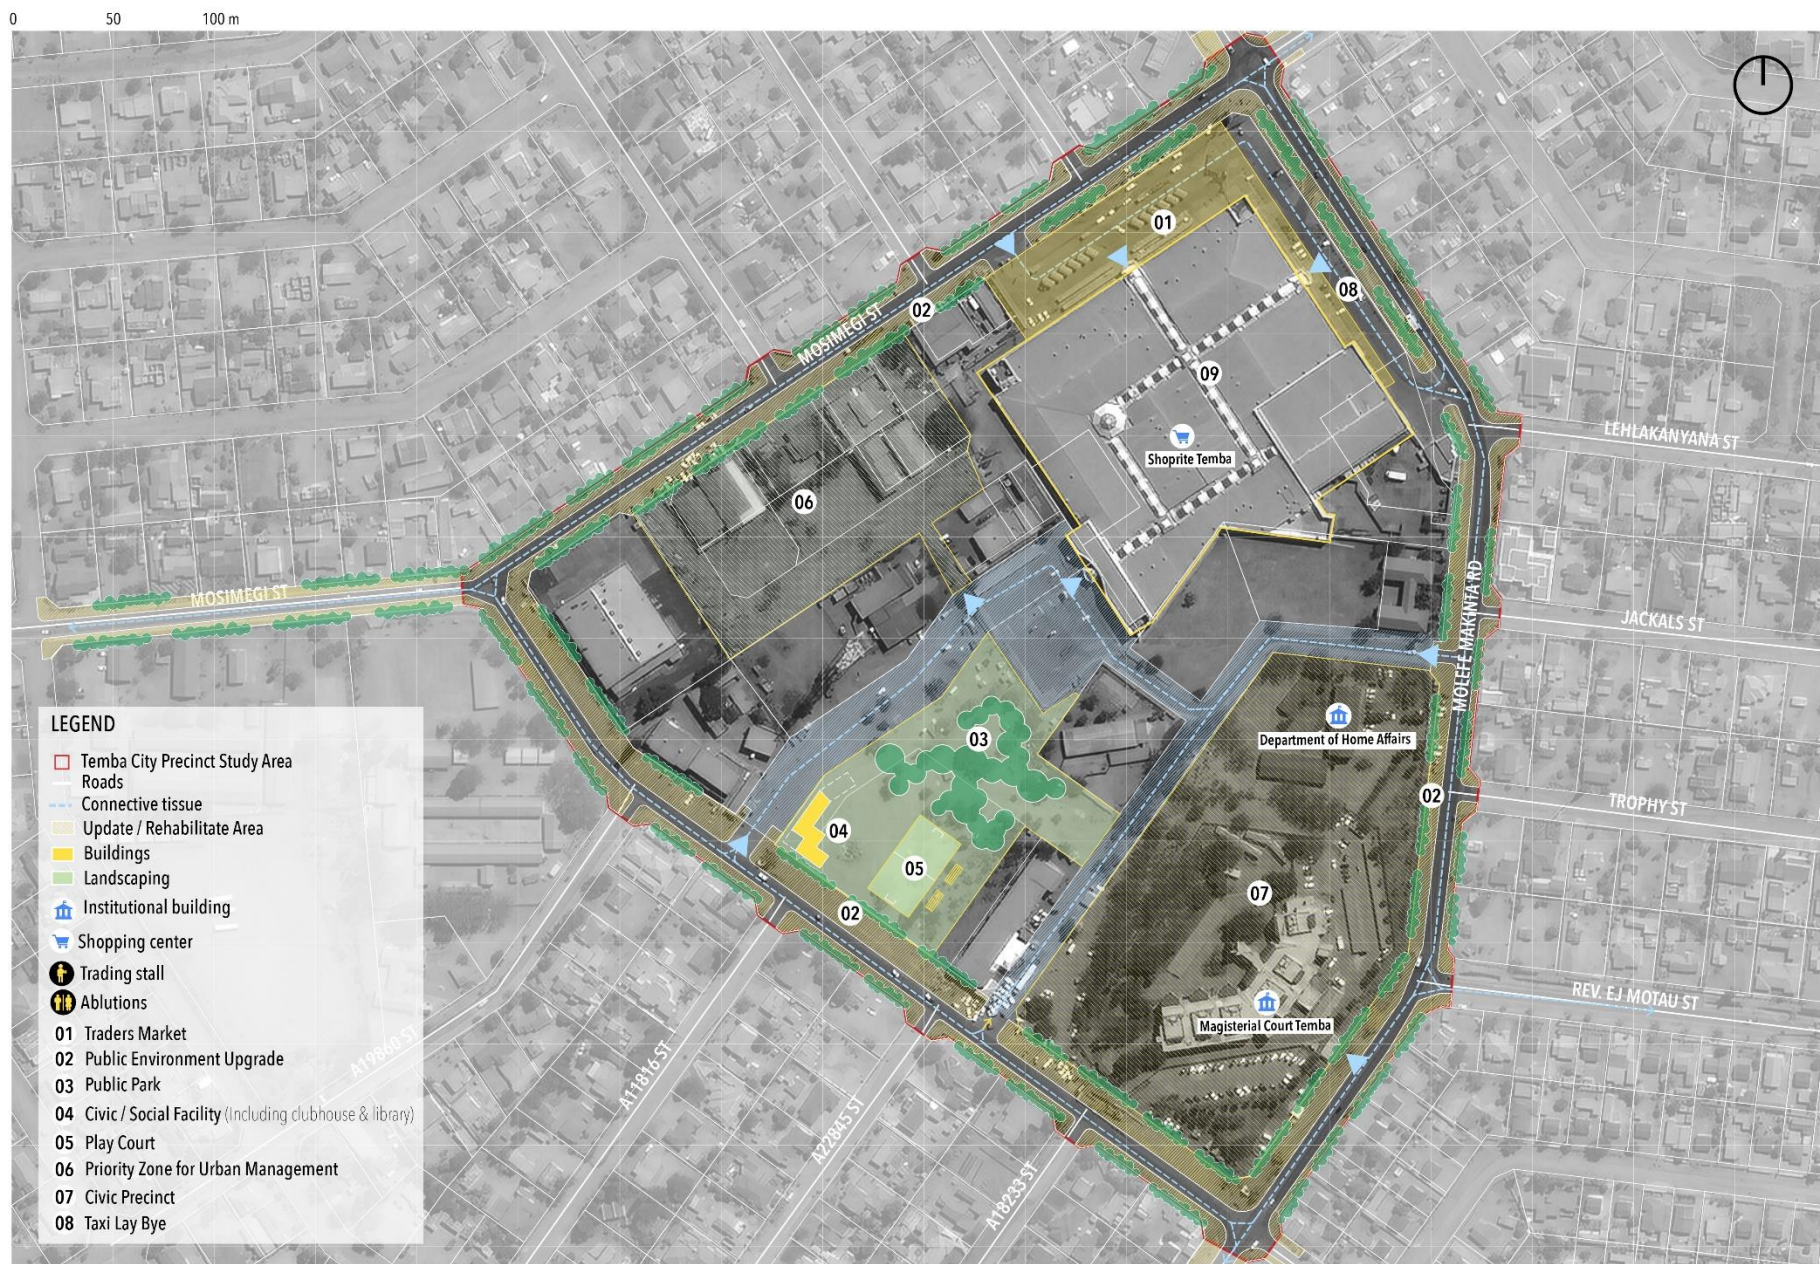 0 50 100 m
01
08
02
MOSIMEGI ST
09
LEHLAKANYANA ST
Shoprite Temba
06
MOSIMEGI ST
JACKALS ST
MOLEFE MAKINTA RD
Department of Home Affairs
03
02
TROPHY ST
04
05
07
02
REV. EJ MOTAU ST
Magisterial Court Temba
A19860 ST
A11816 ST
A22845 ST
A18233 ST
LEGEND
Temba City Precinct Study Area
Roads
Connective tissue
Update / Rehabilitate Area
Buildings
Landscaping
Institutional building
Shopping center
Trading stall
Ablutions
01 Traders Market
02 Public Environment Upgrade
03 Public Park
04 Civic / Social Facility (Including clubhouse & library)
05 Play Court
06 Priority Zone for Urban Management
07 Civic Precinct
08 Taxi Lay Bye